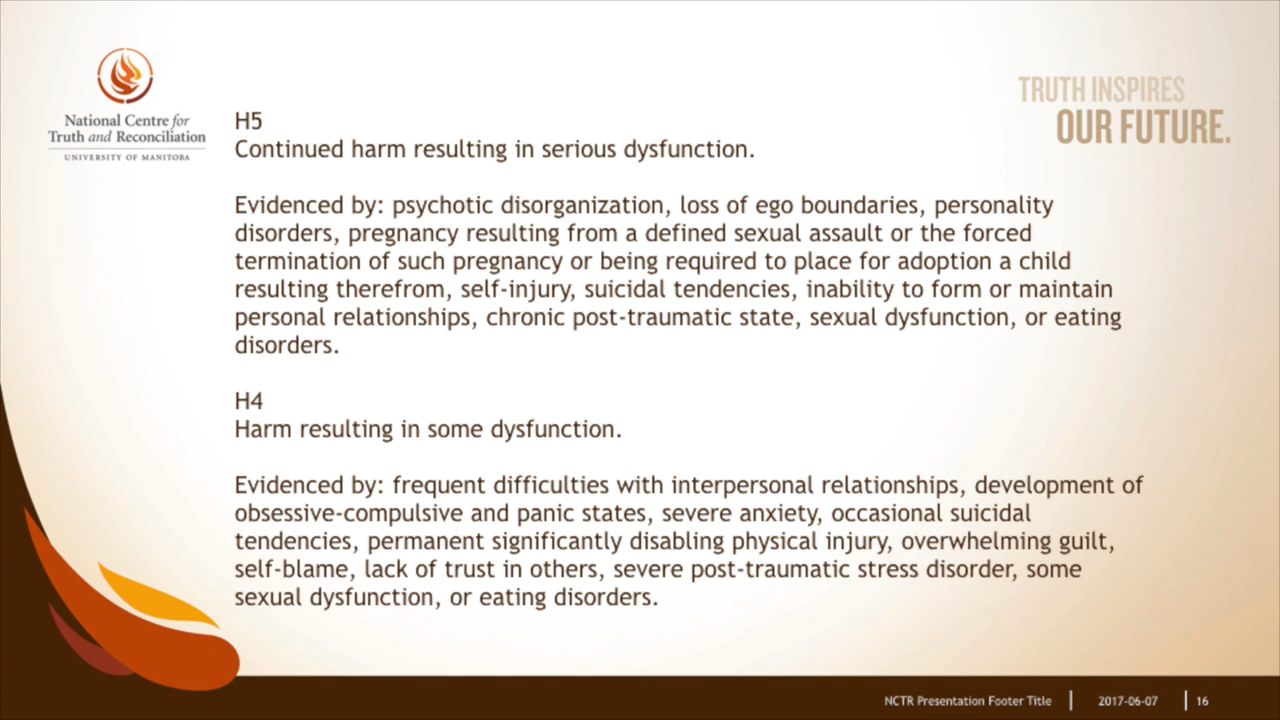 National Centre for
Truth and Reconciliation
UNIVERSITY OF MANITOBA
TRUTH INSPIRES
OUR FUTURE.
H5
Continued harm resulting in serious dysfunction.
Evidenced by: psychotic disorganization, loss of ego boundaries, personality
disorders, pregnancy resulting from a defined sexual assault or the forced
termination of such pregnancy or being required to place for adoption a child
resulting therefrom, self-injury, suicidal tendencies, inability to form or maintain
personal relationships, chronic post-traumatic state, sexual dysfunction, or eating
disorders.
H4
Harm resulting in some dysfunction.
Evidenced by: frequent difficulties with interpersonal relationships, development of
obsessive-compulsive and panic states, severe anxiety, occasional suicidal
tendencies, permanent significantly disabling physical injury, overwhelming guilt,
self-blame, lack of trust in others, severe post-traumatic stress disorder, some
sexual dysfunction, or eating disorders.
NCTR Presentation Footer Title | 2017-06-07 | 16